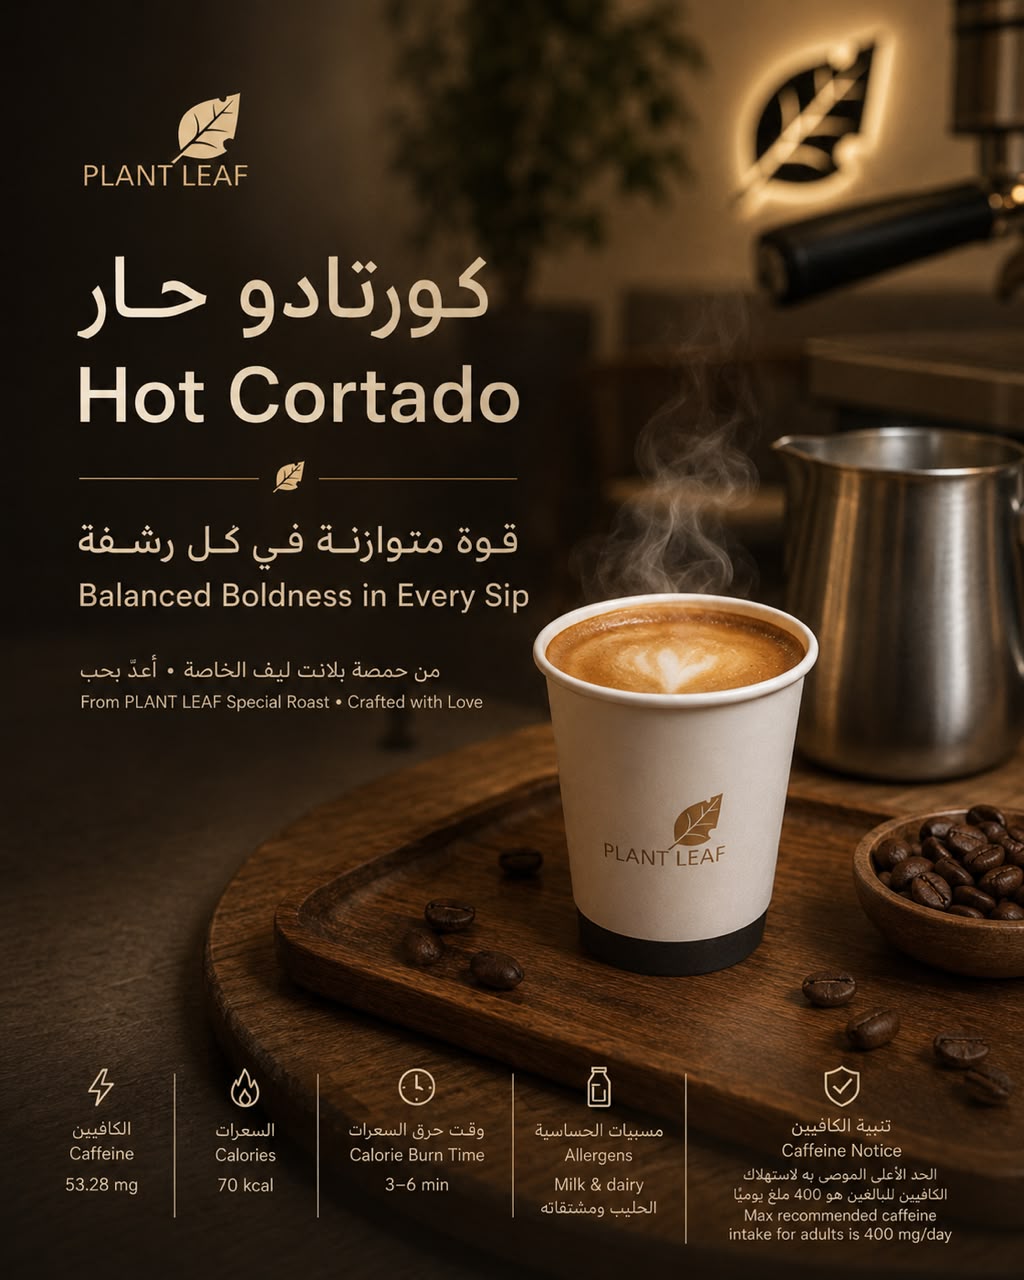 PLANT LEAF
كورتادو حار
Hot Cortado
قوة متوازنة في كل رشفة
Balanced Boldness in Every Sip
من حمصة بلانت ليف الخاصة • أعدّ بحب
From PLANT LEAF Special Roast • Crafted with Love
PLANT LEAF
الكافيين
Caffeine
53.28 mg
السعرات
Calories
70 kcal
وقت حرق السعرات
Calorie Burn Time
3–6 min
مسببات الحساسية
Allergens
Milk & dairy
الحليب ومشتقاته
تنبية الكافيين
Caffeine Notice
الحد الأعلى الموصى به لاستهلاك
الكافيين للبالغين هو 400 ملغ يوميًا
Max recommended caffeine
intake for adults is 400 mg/day